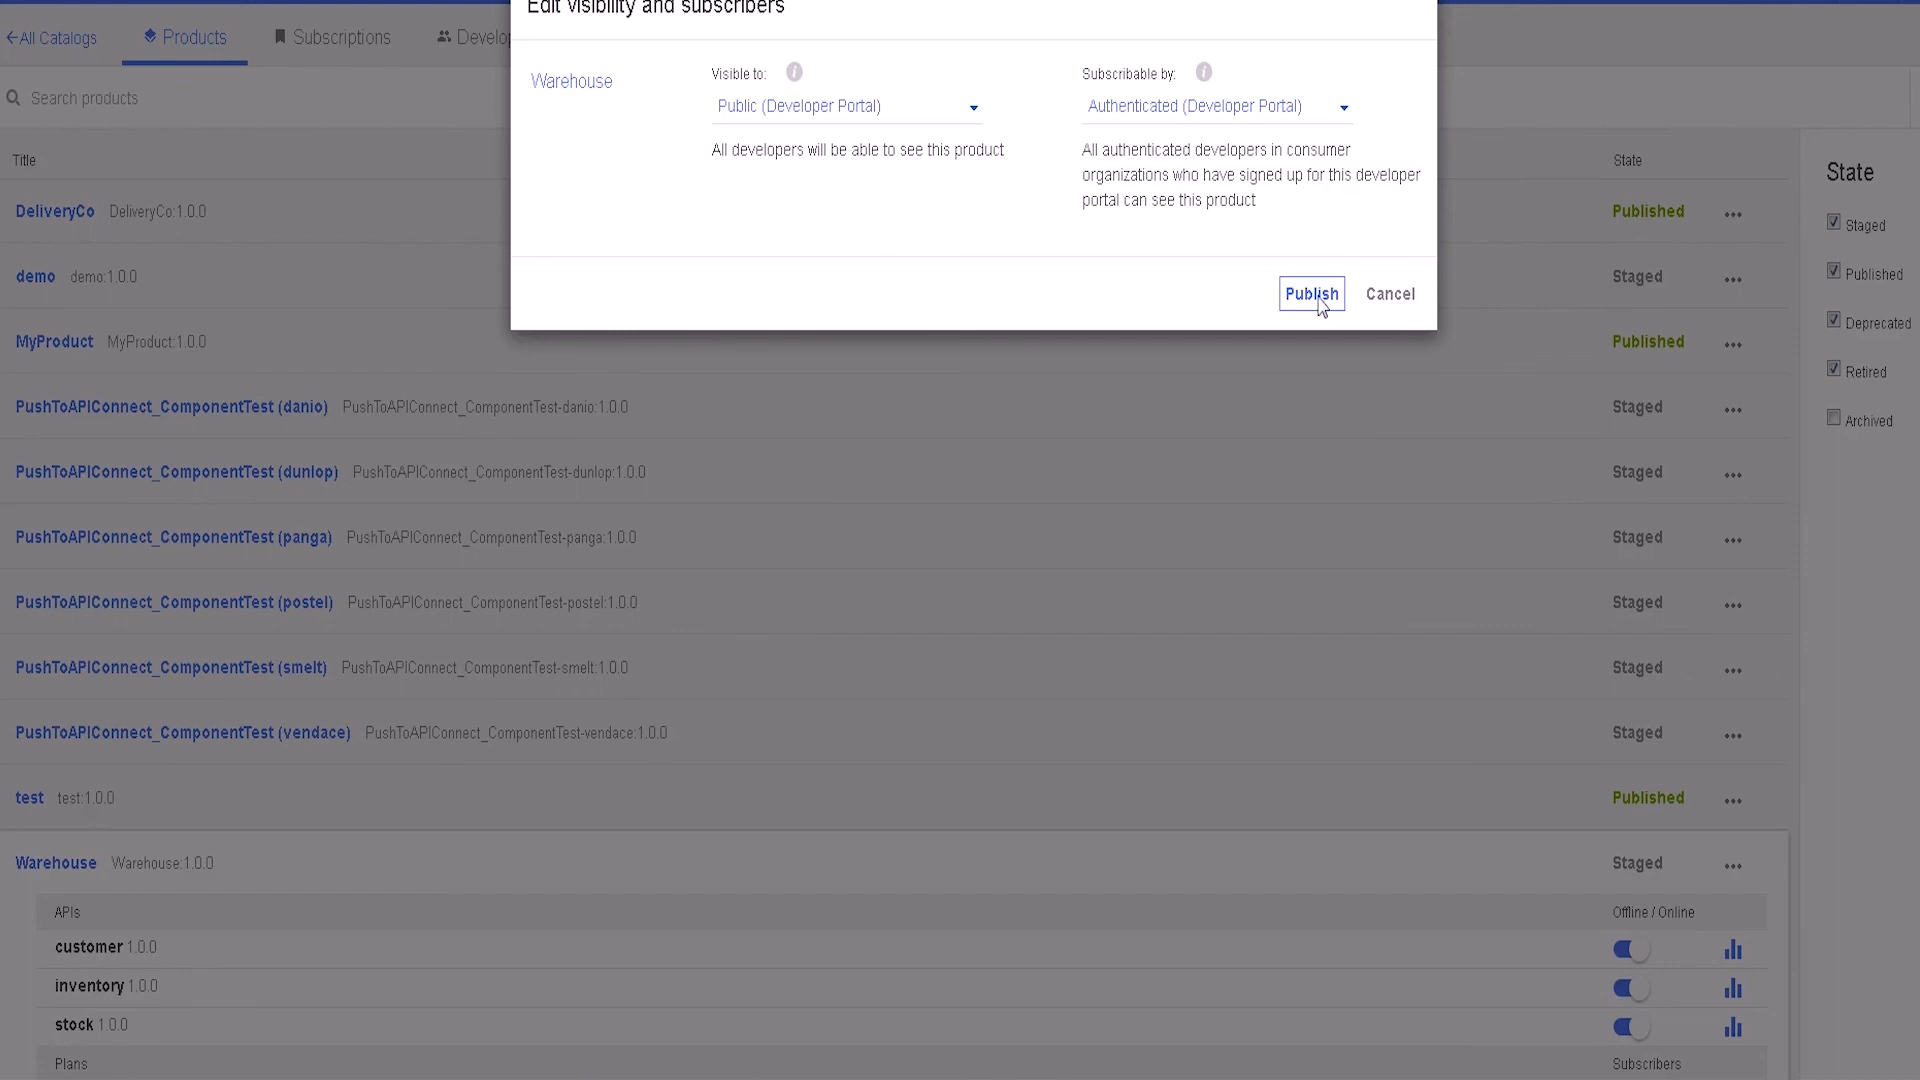 Edit visibility and subscribers
All Catalogs Products Subscriptions Develop
Warehouse
Visible to:
Public (Developer Portal)
All developers will be able to see this product
Subscribable by:
Authenticated (Developer Portal)
All authenticated developers in consumer
organizations who have signed up for this developer
portal can see this product
Publish Cancel
Search products
Title State
DeliveryCo DeliveryCo:1.0.0 Published
demo demo:1.0.0 Staged
MyProduct MyProduct:1.0.0 Published
PushToAPIConnect_ComponentTest (danio) PushToAPIConnect_ComponentTest-danio:1.0.0 Staged
PushToAPIConnect_ComponentTest (dunlop) PushToAPIConnect_ComponentTest-dunlop:1.0.0 Staged
PushToAPIConnect_ComponentTest (panga) PushToAPIConnect_ComponentTest-panga:1.0.0 Staged
PushToAPIConnect_ComponentTest (postel) PushToAPIConnect_ComponentTest-postel:1.0.0 Staged
PushToAPIConnect_ComponentTest (smelt) PushToAPIConnect_ComponentTest-smelt:1.0.0 Staged
PushToAPIConnect_ComponentTest (vendace) PushToAPIConnect_ComponentTest-vendace:1.0.0 Staged
test test:1.0.0 Published
Warehouse Warehouse:1.0.0 Staged
APIs Offline / Online
customer 1.0.0
inventory 1.0.0
stock 1.0.0
Plans Subscribers
State
Staged
Published
Deprecated
Retired
Archived